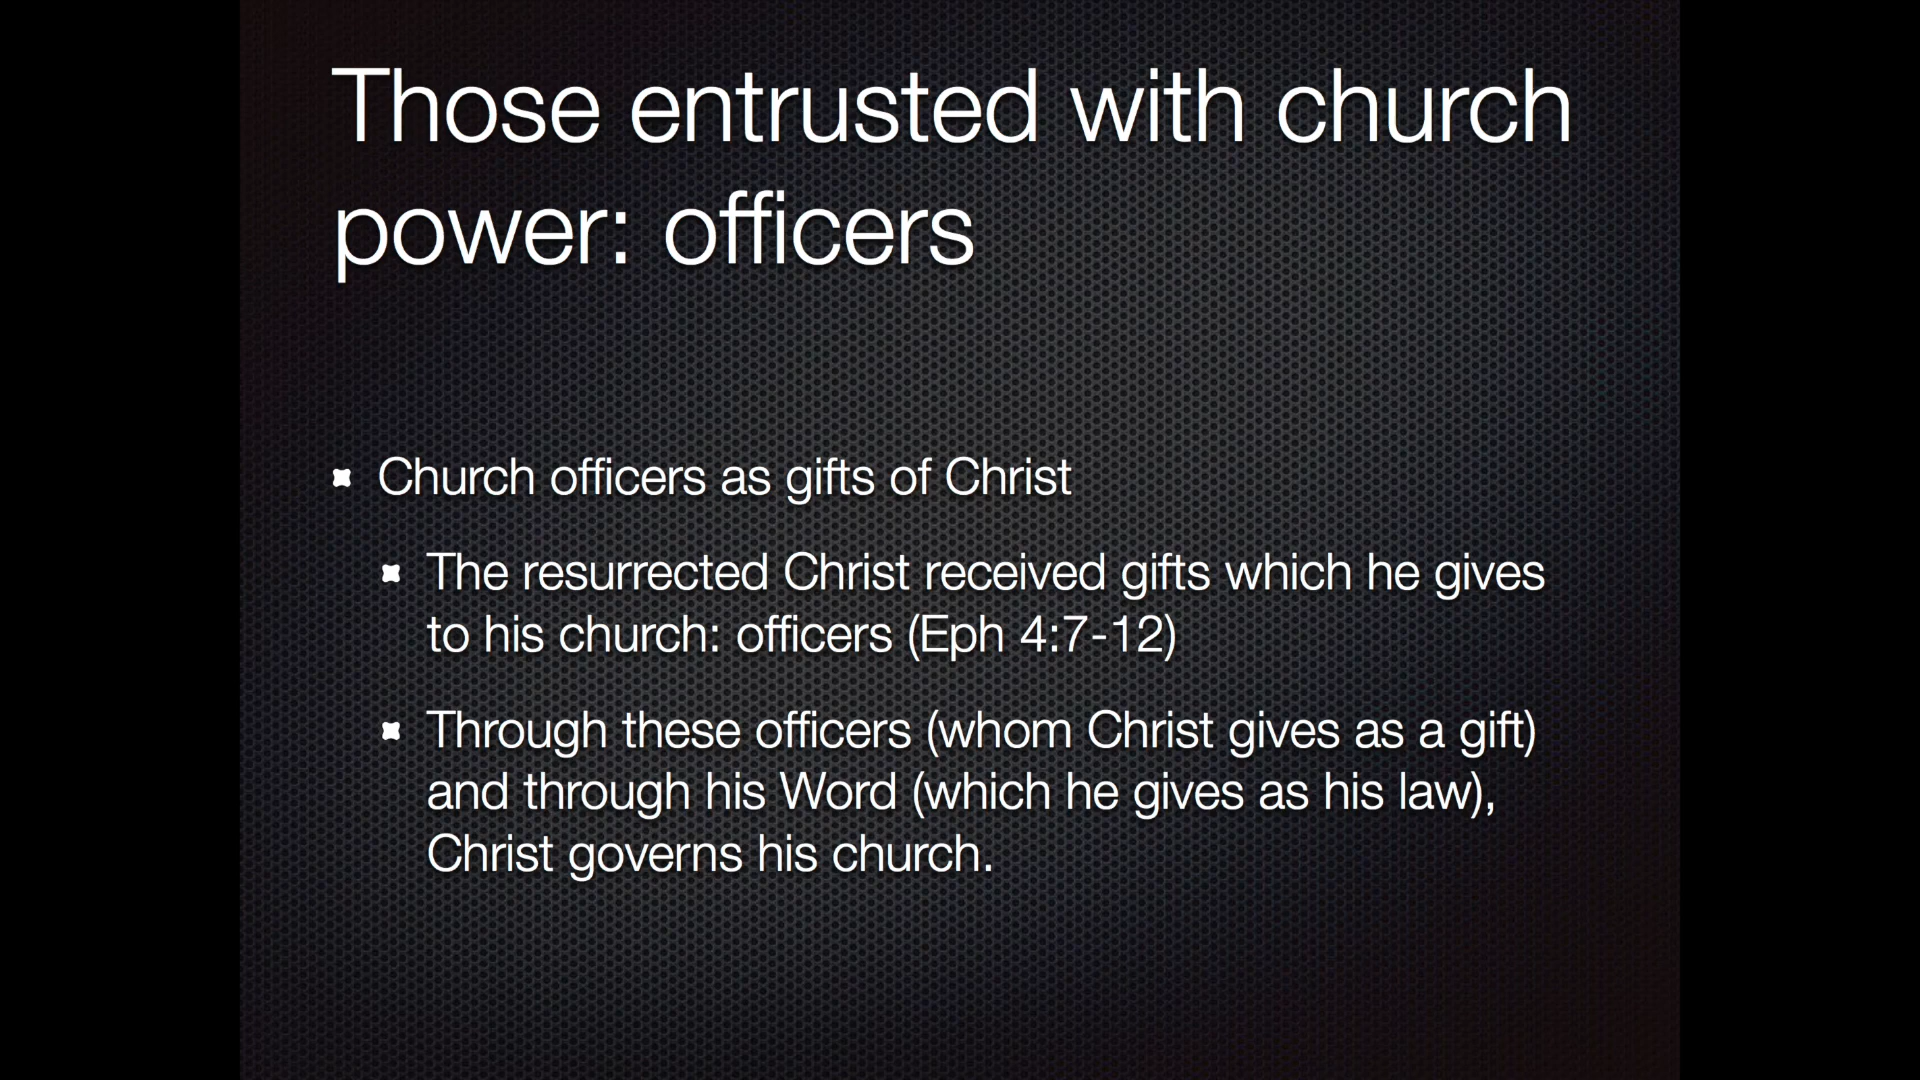 Those entrusted with church
power: officers
Church officers as gifts of Christ
The resurrected Christ received gifts which he gives
to his church: officers (Eph 4:7-12)
Through these officers (whom Christ gives as a gift)
and through his Word (which he gives as his law),
Christ governs his church.